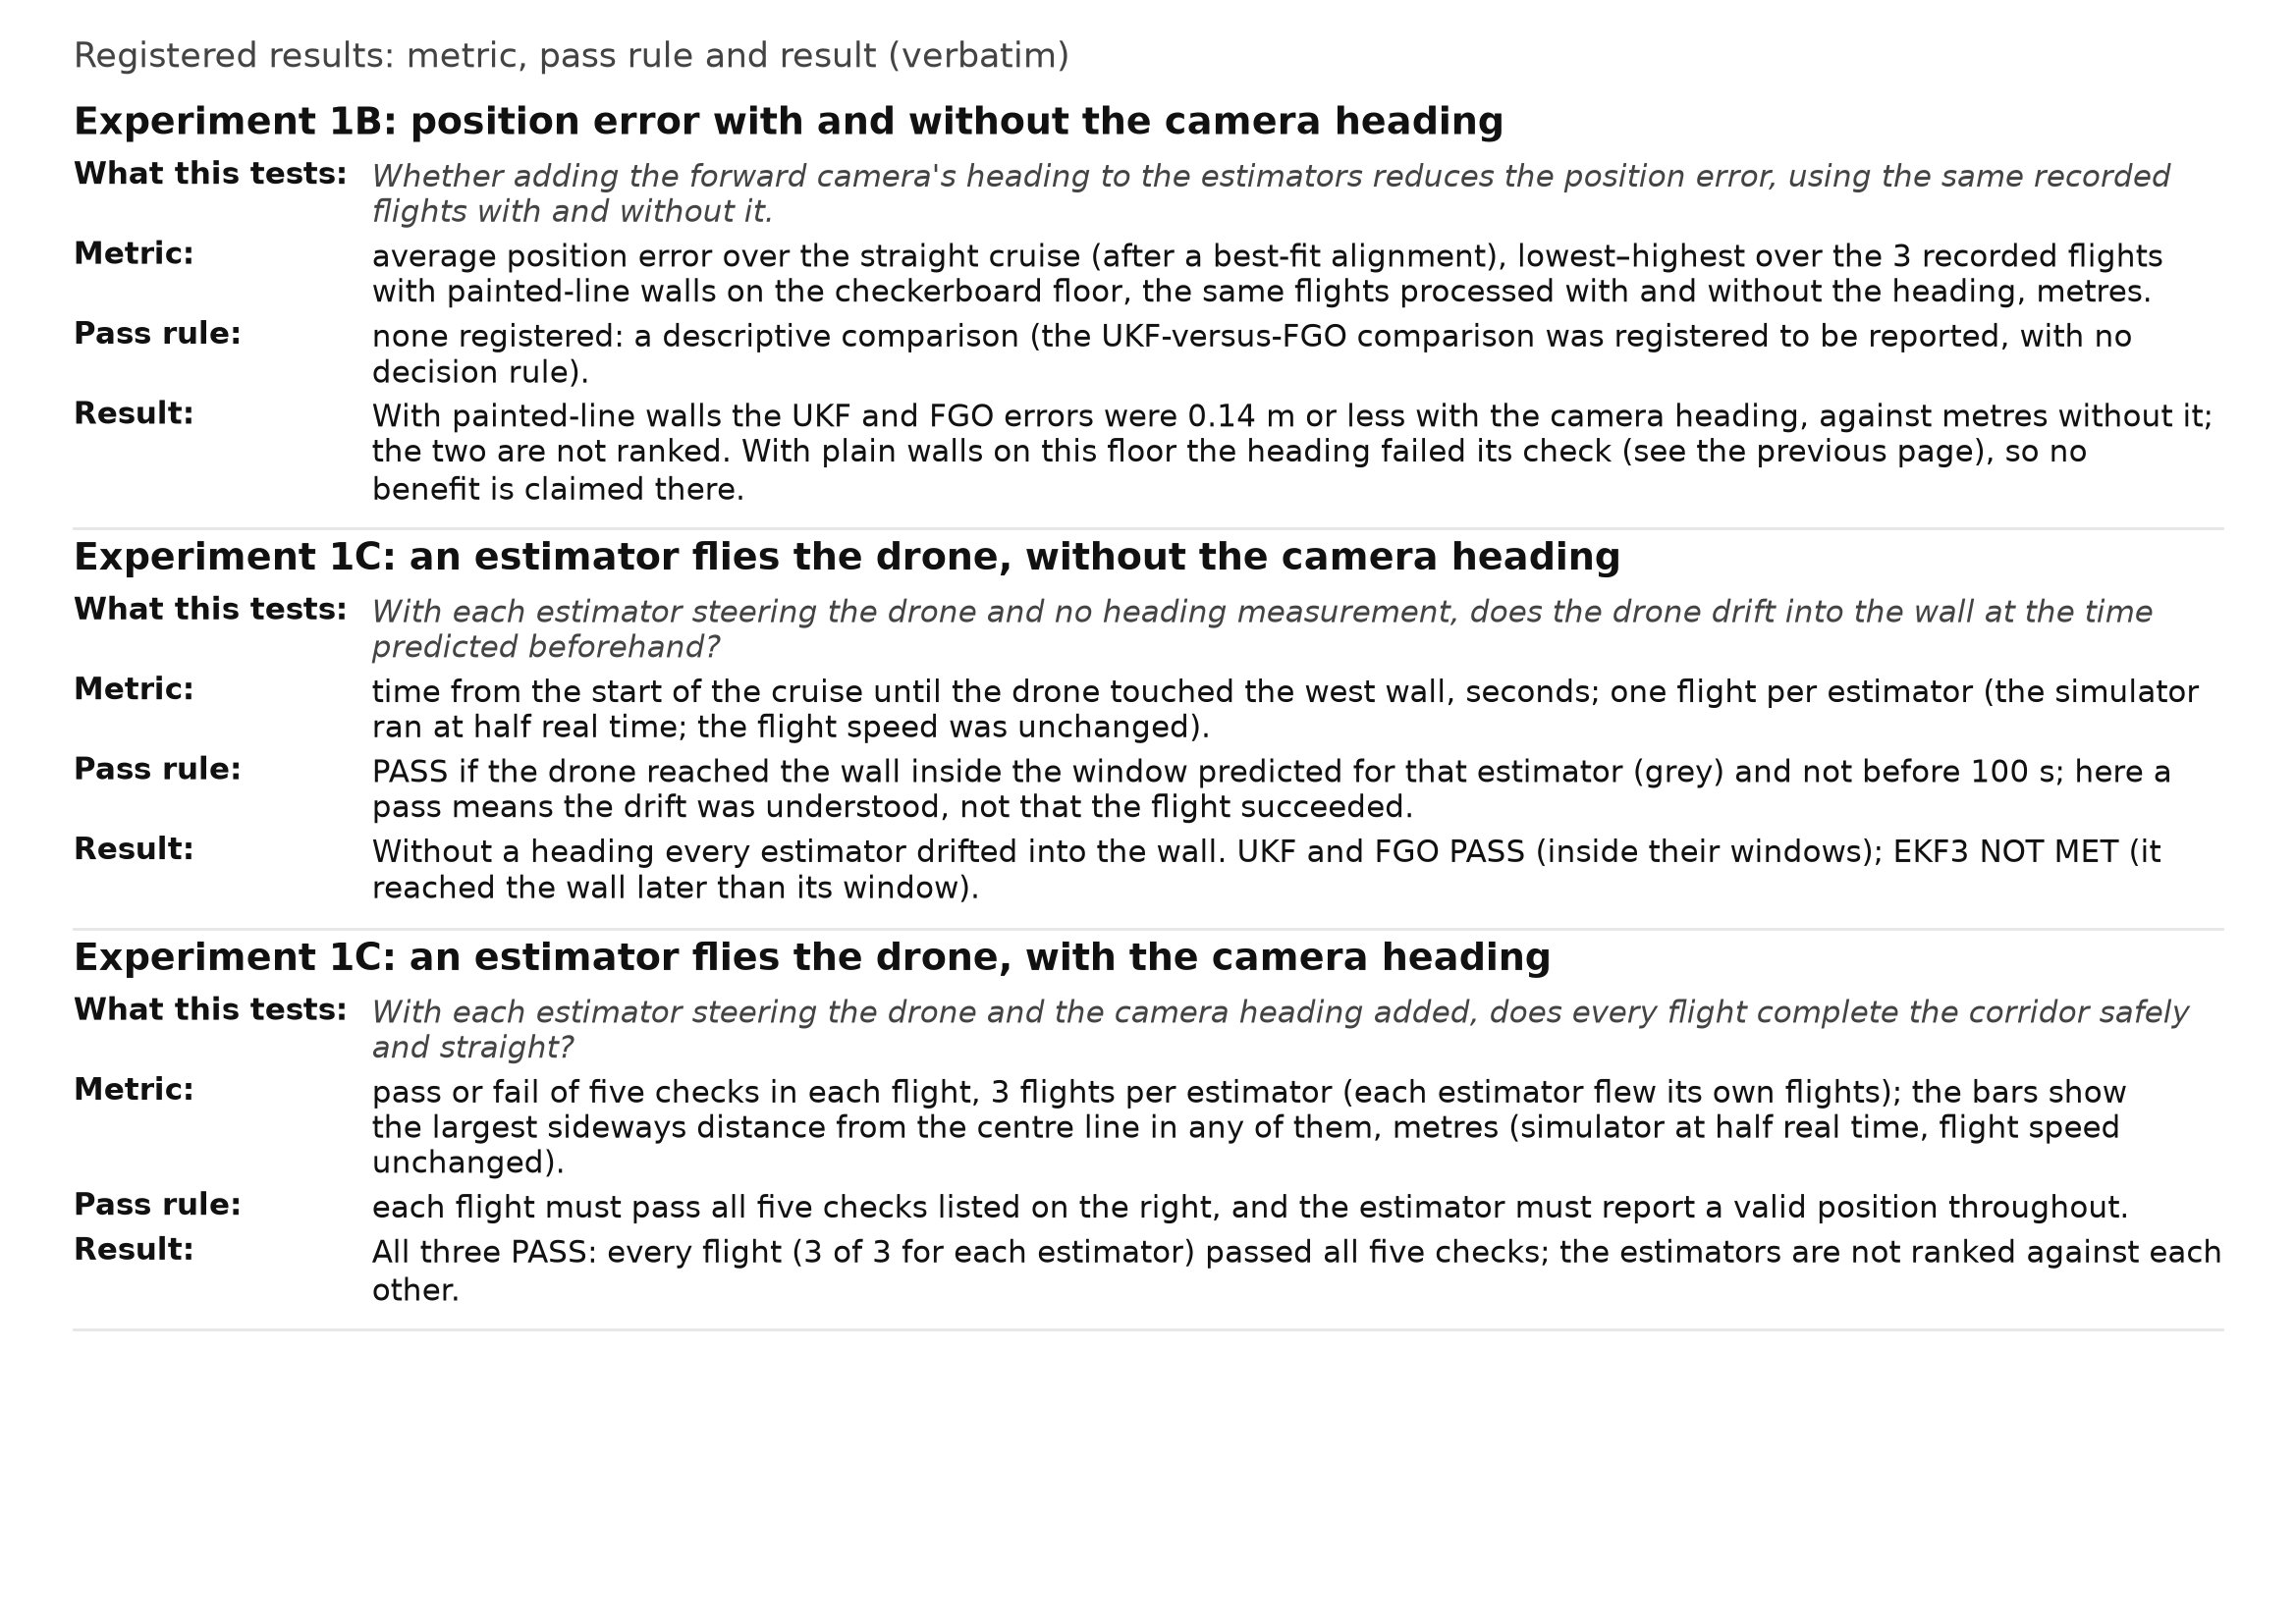 Registered results: metric, pass rule and result (verbatim)
Experiment 1B: position error with and without the camera heading
What this tests: Whether adding the forward camera's heading to the estimators reduces the position error, using the same recorded
flights with and without it.
Metric: average position error over the straight cruise (after a best-fit alignment), lowest–highest over the 3 recorded flights
with painted-line walls on the checkerboard floor, the same flights processed with and without the heading, metres.
Pass rule: none registered: a descriptive comparison (the UKF-versus-FGO comparison was registered to be reported, with no
decision rule).
Result: With painted-line walls the UKF and FGO errors were 0.14 m or less with the camera heading, against metres without it;
the two are not ranked. With plain walls on this floor the heading failed its check (see the previous page), so no
benefit is claimed there.
Experiment 1C: an estimator flies the drone, without the camera heading
What this tests: With each estimator steering the drone and no heading measurement, does the drone drift into the wall at the time
predicted beforehand?
Metric: time from the start of the cruise until the drone touched the west wall, seconds; one flight per estimator (the simulator
ran at half real time; the flight speed was unchanged).
Pass rule: PASS if the drone reached the wall inside the window predicted for that estimator (grey) and not before 100 s; here a
pass means the drift was understood, not that the flight succeeded.
Result: Without a heading every estimator drifted into the wall. UKF and FGO PASS (inside their windows); EKF3 NOT MET (it
reached the wall later than its window).
Experiment 1C: an estimator flies the drone, with the camera heading
What this tests: With each estimator steering the drone and the camera heading added, does every flight complete the corridor safely
and straight?
Metric: pass or fail of five checks in each flight, 3 flights per estimator (each estimator flew its own flights); the bars show
the largest sideways distance from the centre line in any of them, metres (simulator at half real time, flight speed
unchanged).
Pass rule: each flight must pass all five checks listed on the right, and the estimator must report a valid position throughout.
Result: All three PASS: every flight (3 of 3 for each estimator) passed all five checks; the estimators are not ranked against each
other.